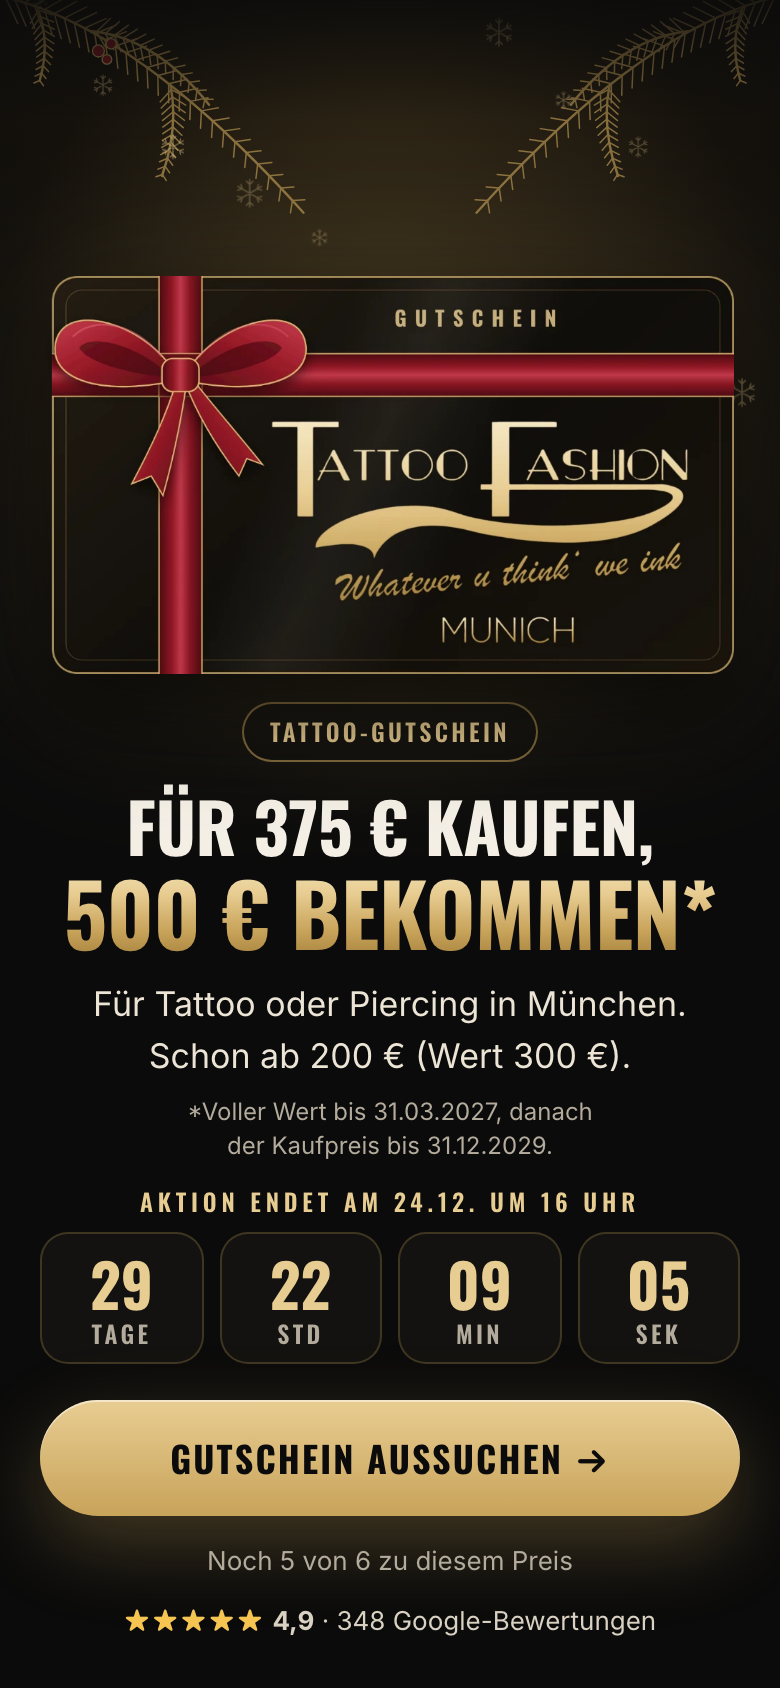 GUTSCHEIN
TATTOO FASHION
Whatever u think' we ink
MUNICH
TATTOO-GUTSCHEIN
FÜR 375 € KAUFEN,
500 € BEKOMMEN*
Für Tattoo oder Piercing in München.
Schon ab 200 € (Wert 300 €).
*Voller Wert bis 31.03.2027, danach
der Kaufpreis bis 31.12.2029.
AKTION ENDET AM 24.12. UM 16 UHR
29 22 09 05
TAGE STD MIN SEK
GUTSCHEIN AUSSUCHEN →
Noch 5 von 6 zu diesem Preis
★★★★★ 4,9 · 348 Google-Bewertungen